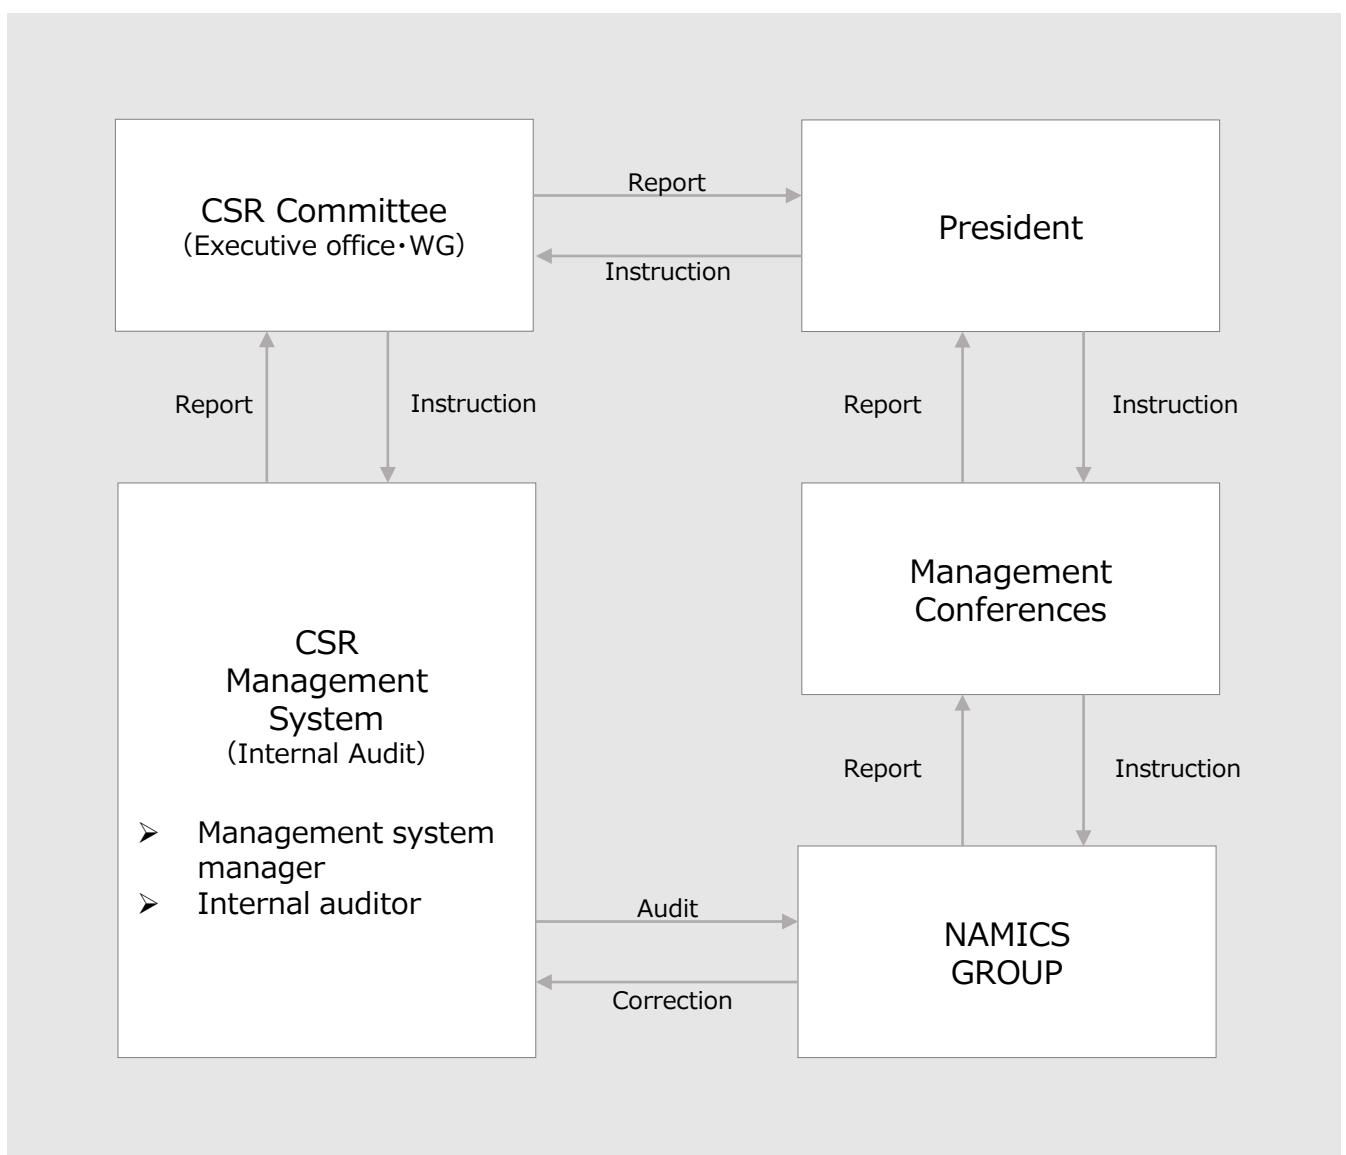 CSR Committee
（Executive office・WG）
Report
Instruction
President
Report
Instruction
Report
Instruction
CSR
Management
System
（Internal Audit）
➢ Management system
manager
➢ Internal auditor
Management
Conferences
Report
Instruction
Audit
Correction
NAMICS
GROUP